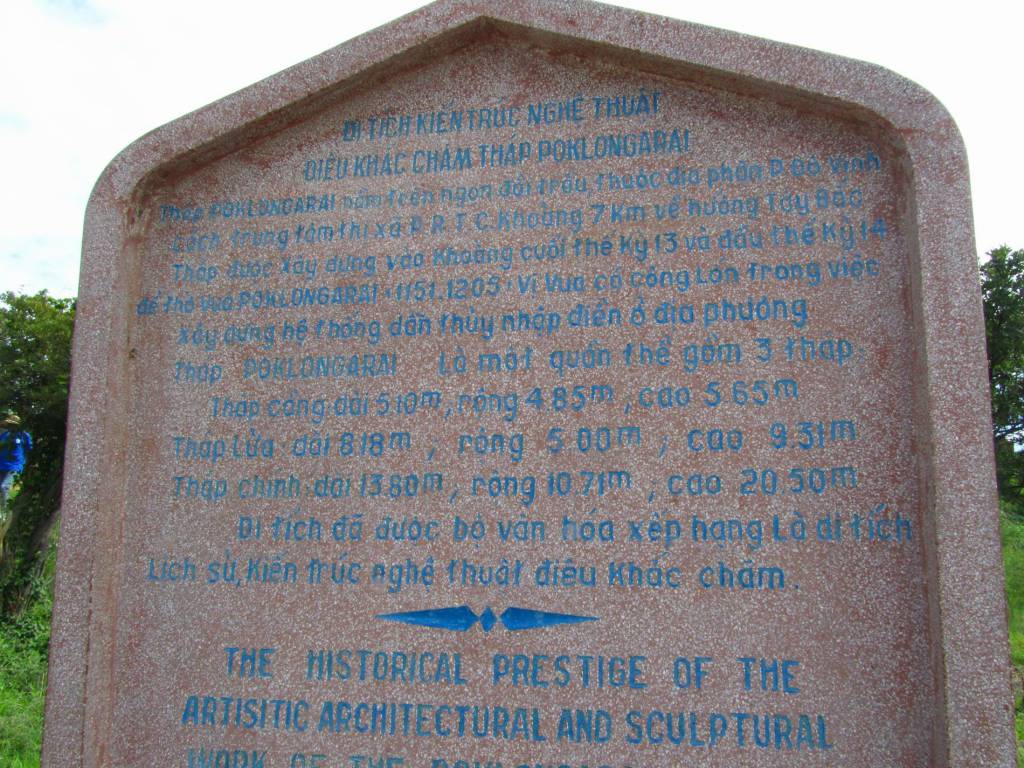 DI TÍCH KIẾN TRÚC NGHỆ THUẬT
ĐIÊU KHẮC CHĂM THÁP POKLONGARAI
Tháp POKLONGARAI nằm trên ngọn đồi trầu, thuộc địa phận P. Đô Vinh
Cách trung tâm thị xã P. R. T. C. Khoảng 7 Km về hướng Tây Bắc
Tháp được xây dựng vào Khoảng cuối thế Kỷ 13 và đầu thế Kỷ 14
để thờ Vua POKLONGARAI (1151.1205) Vì Vua có công Lớn trong việc
xây dựng hệ thống dẫn thủy nhập điền ở địa phương
Tháp POKLONGARAI Là một quần thể gồm 3 tháp:
Tháp cổng dài 5.10m, rộng 4.85m, cao 5.65m
Tháp Lửa: dài 8.18m, rộng 5.00m, cao 9.31m
Tháp chính: dài 13.80m, rộng 10.71m, cao 20.50m
Di tích đã được bộ văn hóa xếp hạng Là di tích
Lịch sử, Kiến trúc nghệ thuật điêu Khắc chăm.
THE HISTORICAL PRESTIGE OF THE
ARTISITIC ARCHITECTURAL AND SCULPTURAL
WORK OF THE